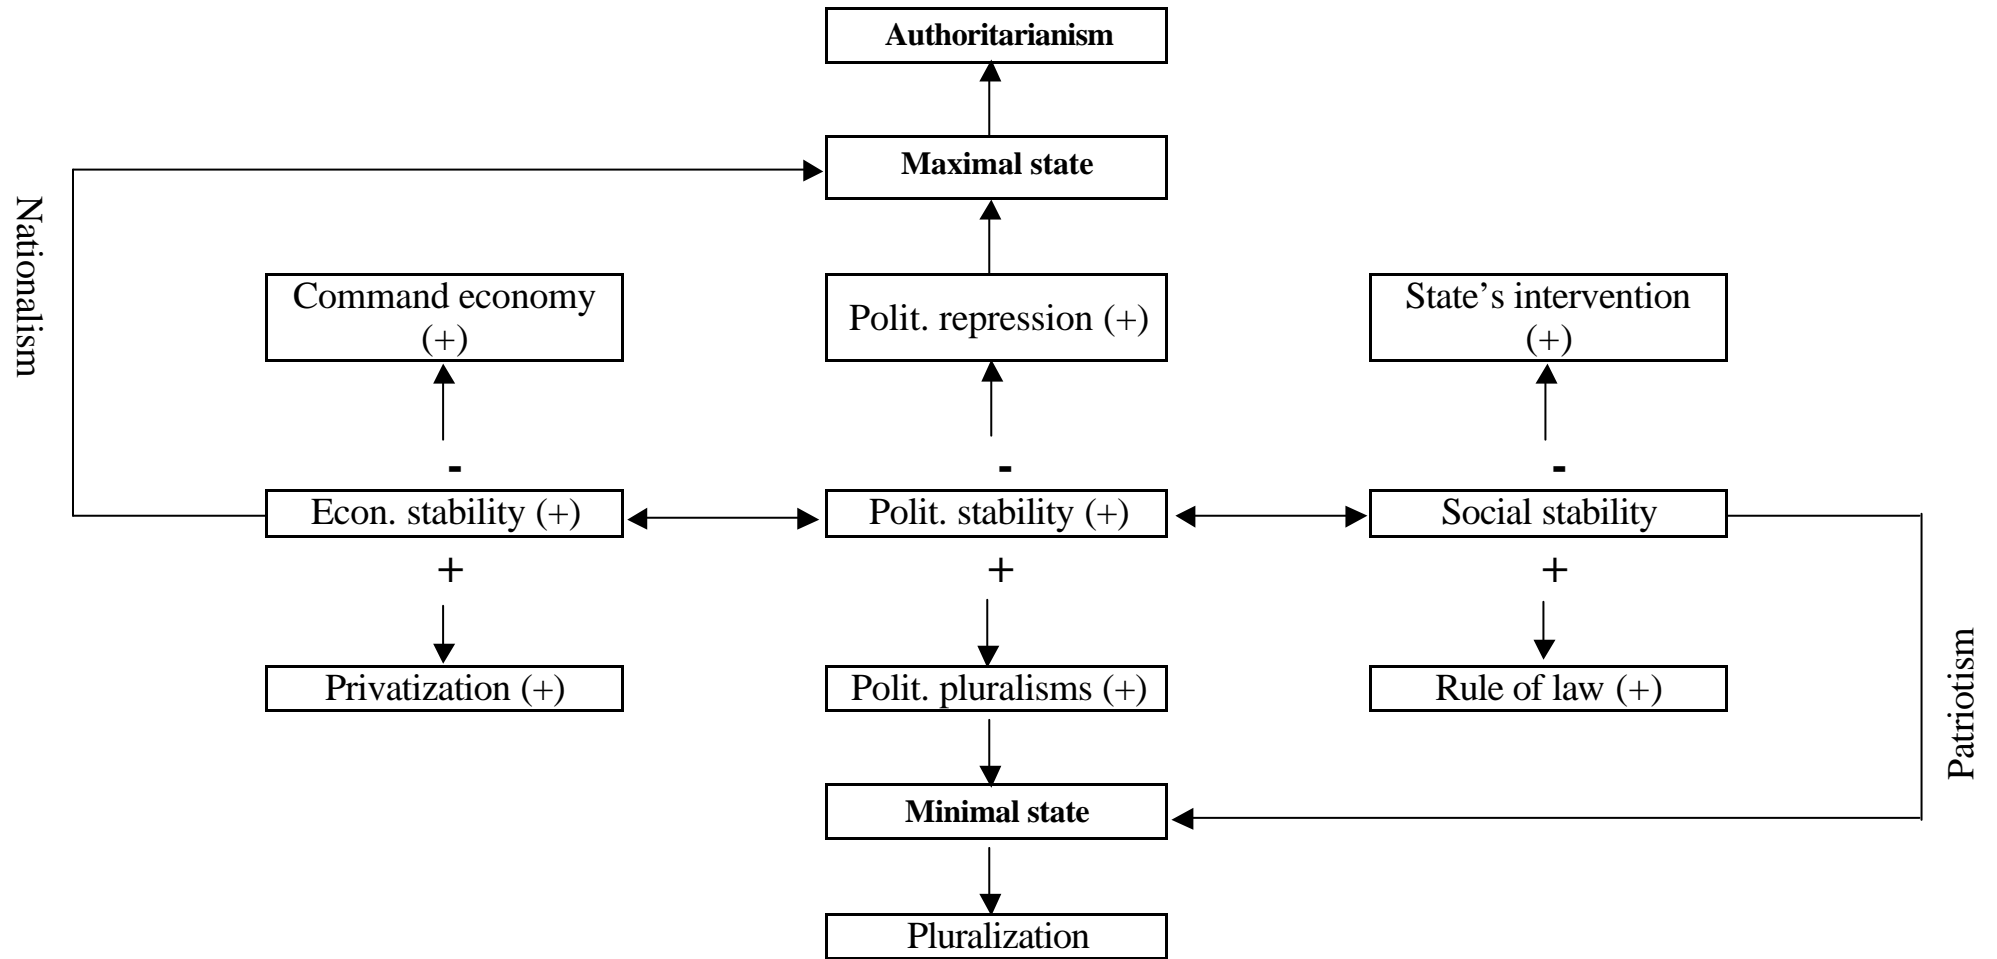 Authoritarianism
Maximal state
Nationalism
Command economy
(+)
Polit. repression (+)
State’s intervention
(+)
-
-
-
Econ. stability (+)
Polit. stability (+)
Social stability
+
+
+
Privatization (+)
Polit. pluralisms (+)
Rule of law (+)
Patriotism
Minimal state
Pluralization